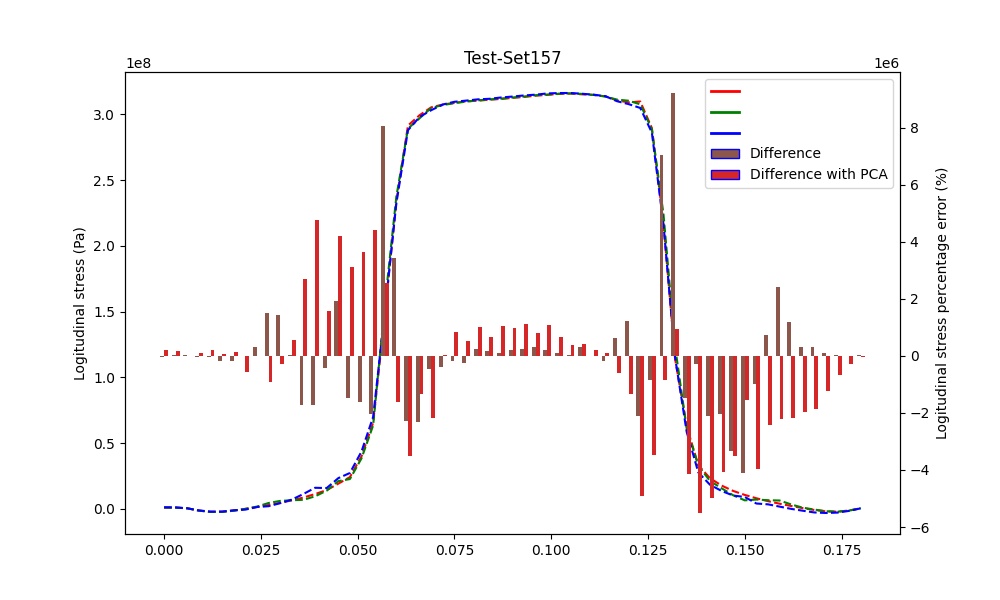 Test-Set157
1e8
1e6
Difference
Difference with PCA
Longitudinal stress (Pa)
Longitudinal stress percentage error (%)
3.0
2.5
2.0
1.5
1.0
0.5
0.0
8
6
4
2
0
−2
−4
−6
0.000 0.025 0.050 0.075 0.100 0.125 0.150 0.175